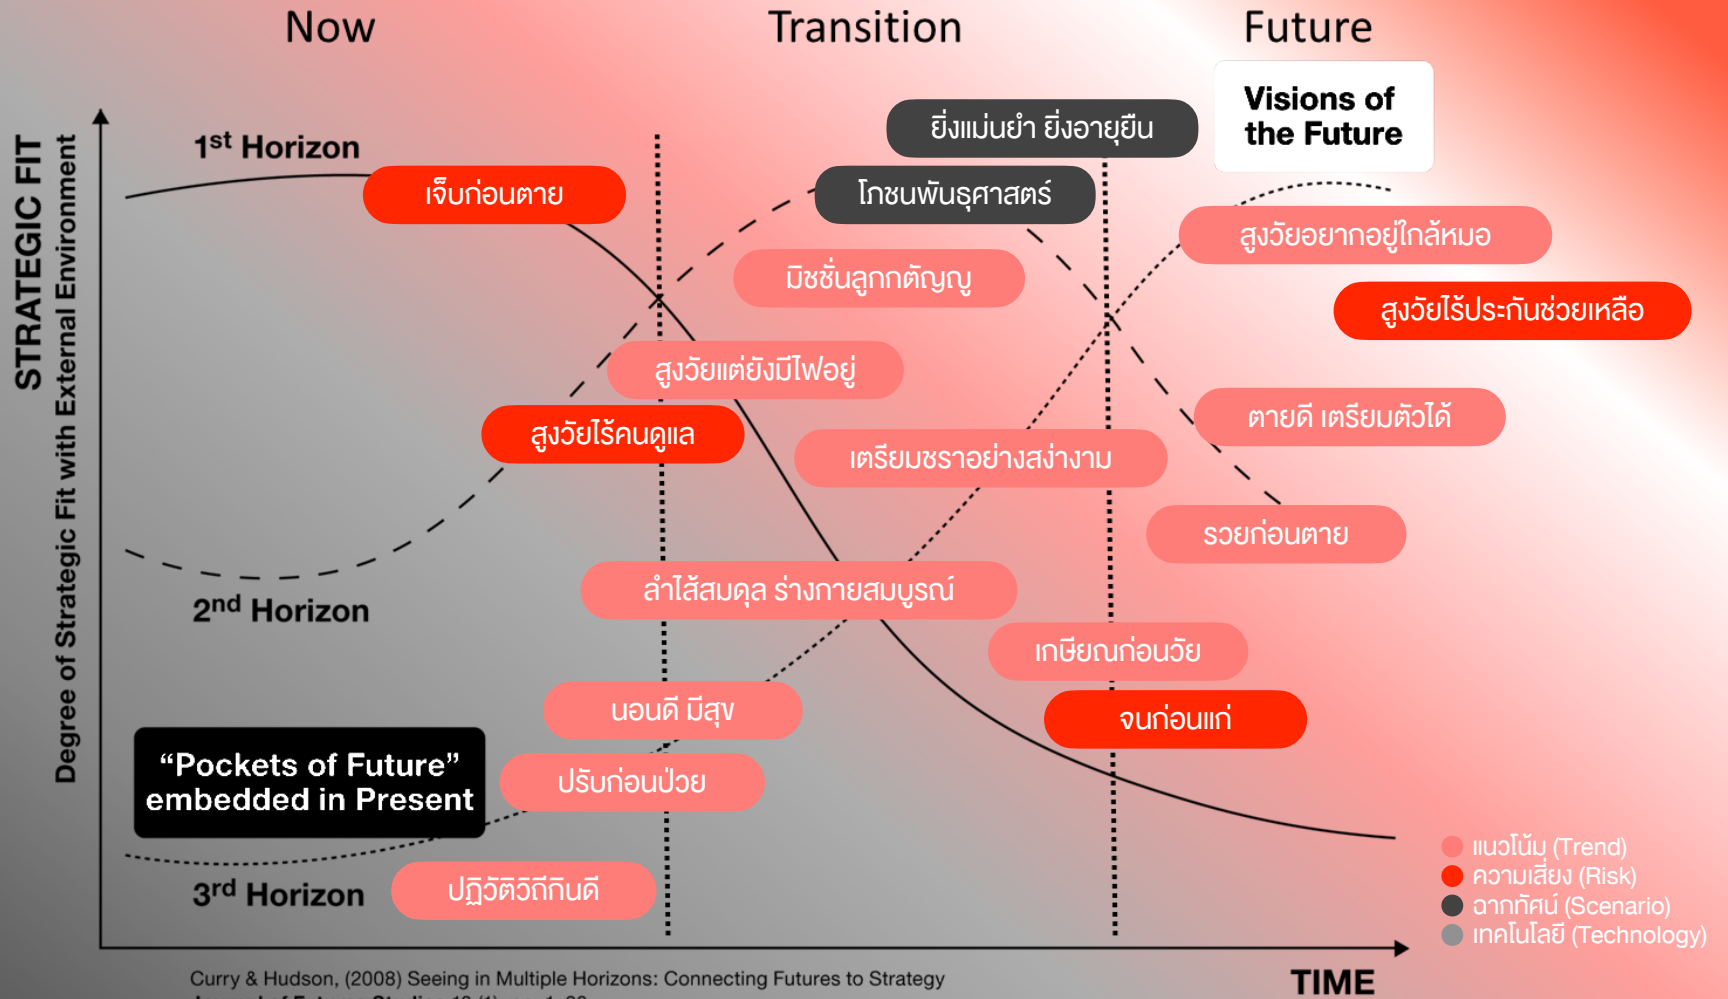 Now
Transition
Future
Visions of
the Future
STRATEGIC FIT
Degree of Strategic Fit with External Environment
1st Horizon
ยิ่งแม่นยำ ยิ่งอายุยืน
เจ็บก่อนตาย
โภชนพันธุศาสตร์
สูงวัยอยากอยู่ใกล้หมอ
มิชชั่นลูกกตัญญู
สูงวัยไร้ประกันช่วยเหลือ
สูงวัยแต่ยังมีไฟอยู่
ตายดี เตรียมตัวได้
สูงวัยไร้คนดูแล
เตรียมชราอย่างสง่างาม
รวยก่อนตาย
ลำไส้สมดุล ร่างกายสมบูรณ์
2nd Horizon
เกษียณก่อนวัย
นอนดี มีสุข
จนก่อนแก่
"Pockets of Future"
embedded in Present
ปรับก่อนป่วย
3rd Horizon
ปฏิวัติวิถีกินดี
แนวโน้ม (Trend)
ความเสี่ยง (Risk)
ฉากทัศน์ (Scenario)
เทคโนโลยี (Technology)
TIME
Curry & Hudson, (2008) Seeing in Multiple Horizons: Connecting Futures to Strategy